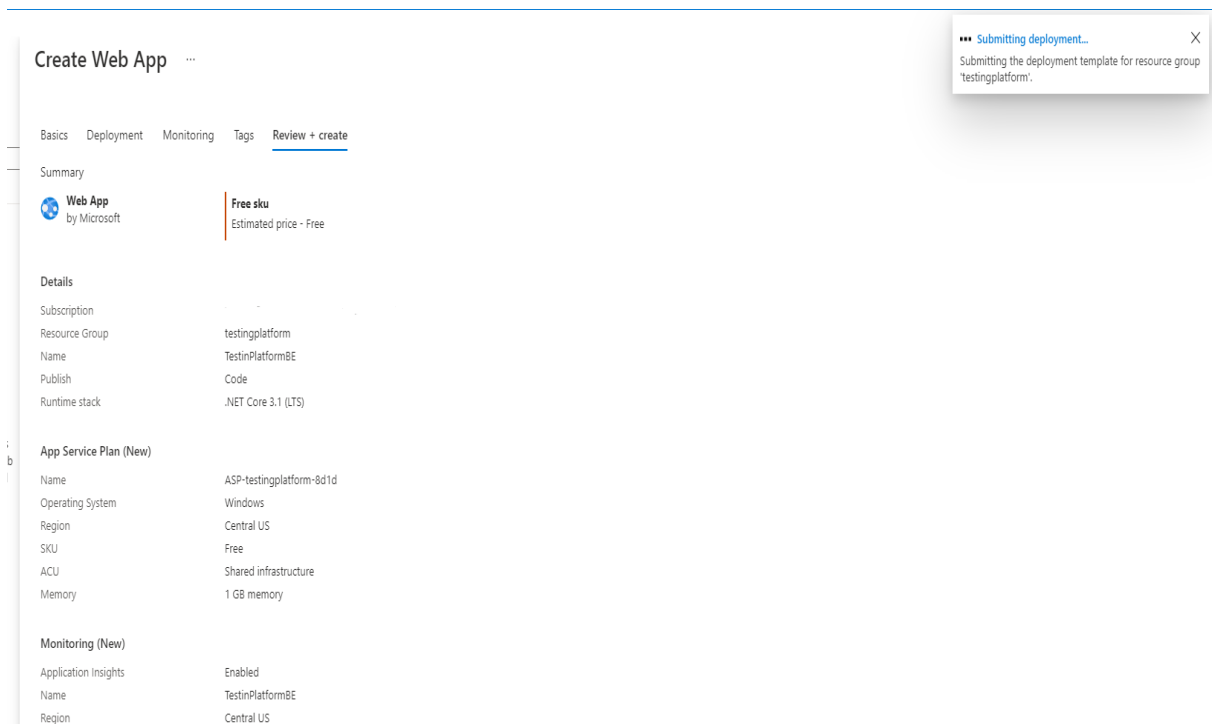 Submitting deployment...
Submitting the deployment template for resource group
'testingplatform'.
Create Web App ...
Basics Deployment Monitoring Tags Review + create
Summary
Web App
by Microsoft
Free sku
Estimated price - Free
Details
Subscription
Resource Group testingplatform
Name TestinPlatformBE
Publish Code
Runtime stack .NET Core 3.1 (LTS)
App Service Plan (New)
Name ASP-testingplatform-8d1d
Operating System Windows
Region Central US
SKU Free
ACU Shared infrastructure
Memory 1 GB memory
Monitoring (New)
Application Insights Enabled
Name TestinPlatformBE
Region Central US